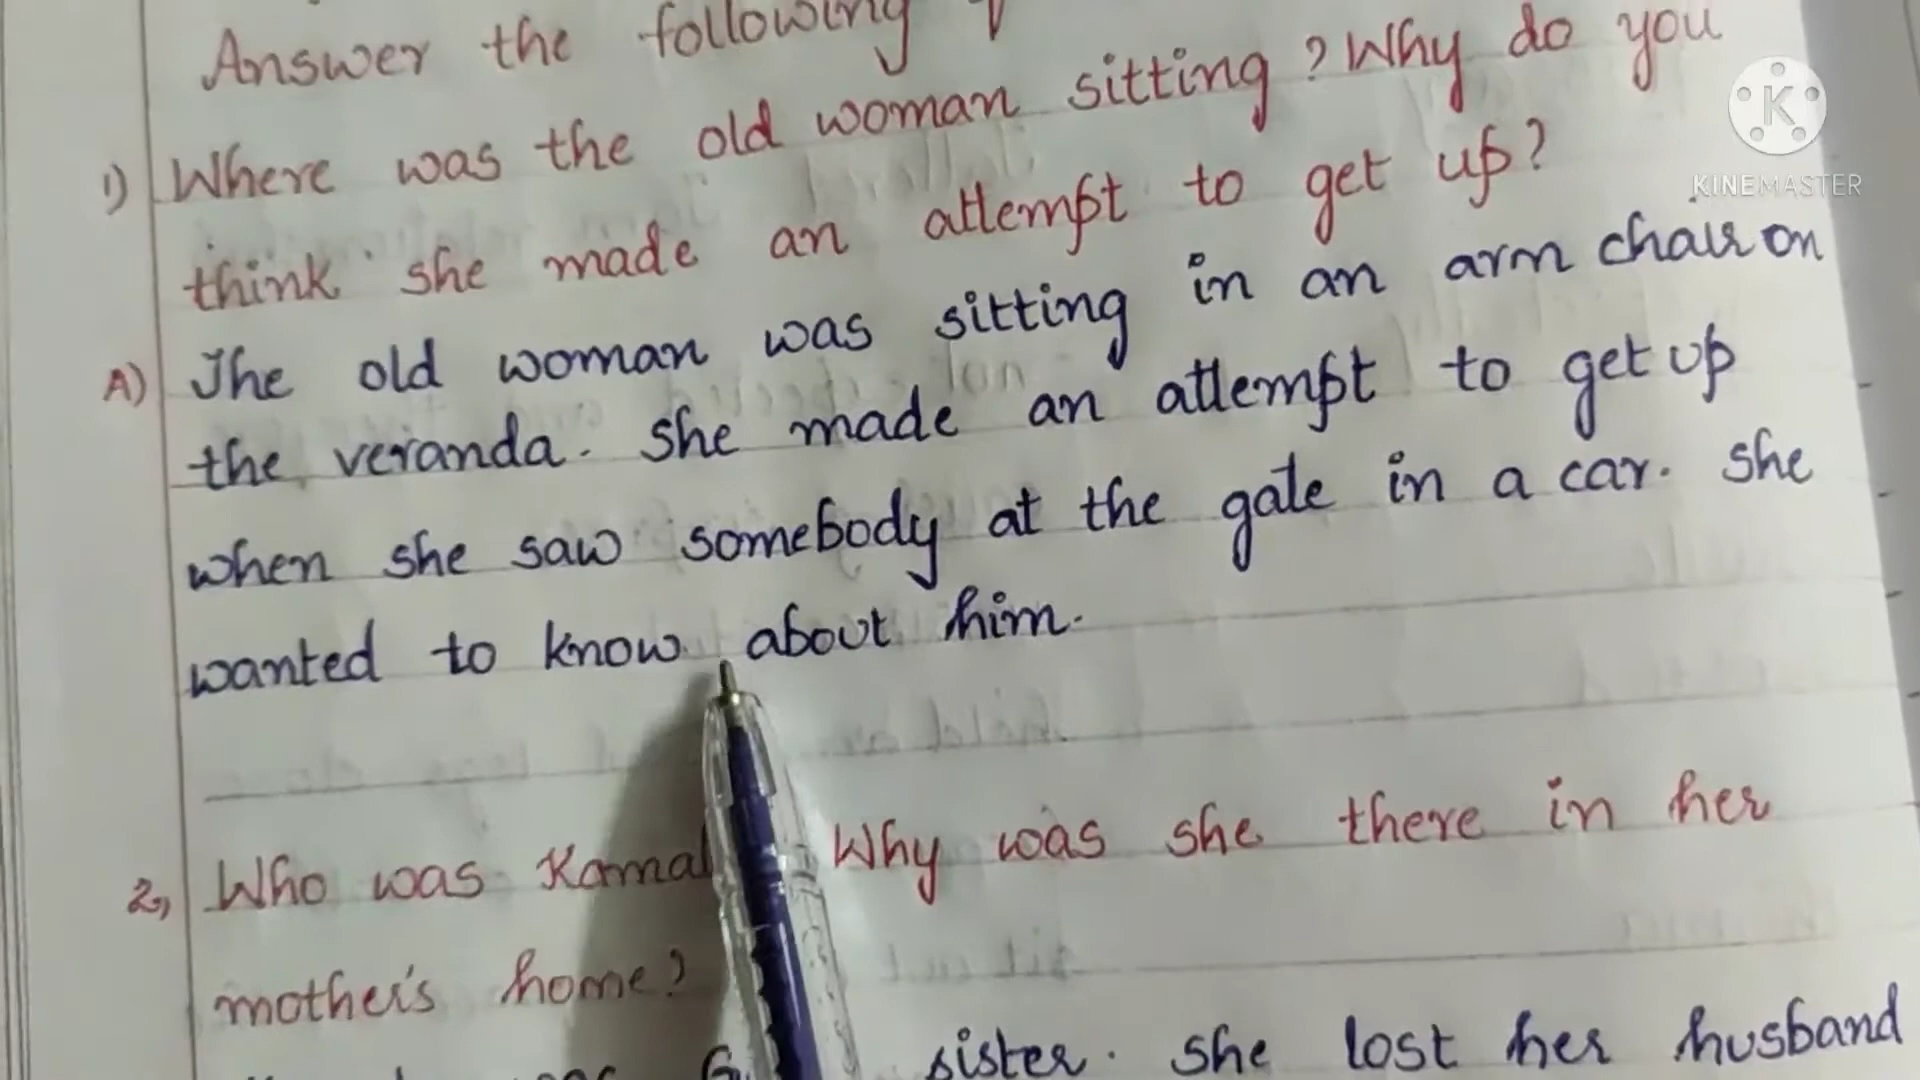 Answer the following
1) Where was the old woman sitting? Why do you
think she made an attempt to get up?
A) The old woman was sitting in an arm chair on
the veranda. She made an attempt to get up
when she saw somebody at the gate in a car. She
wanted to know about him.
2, Who was Kamal Why was she there in her
mother's home?
sister. She lost her husband
KINEMASTER